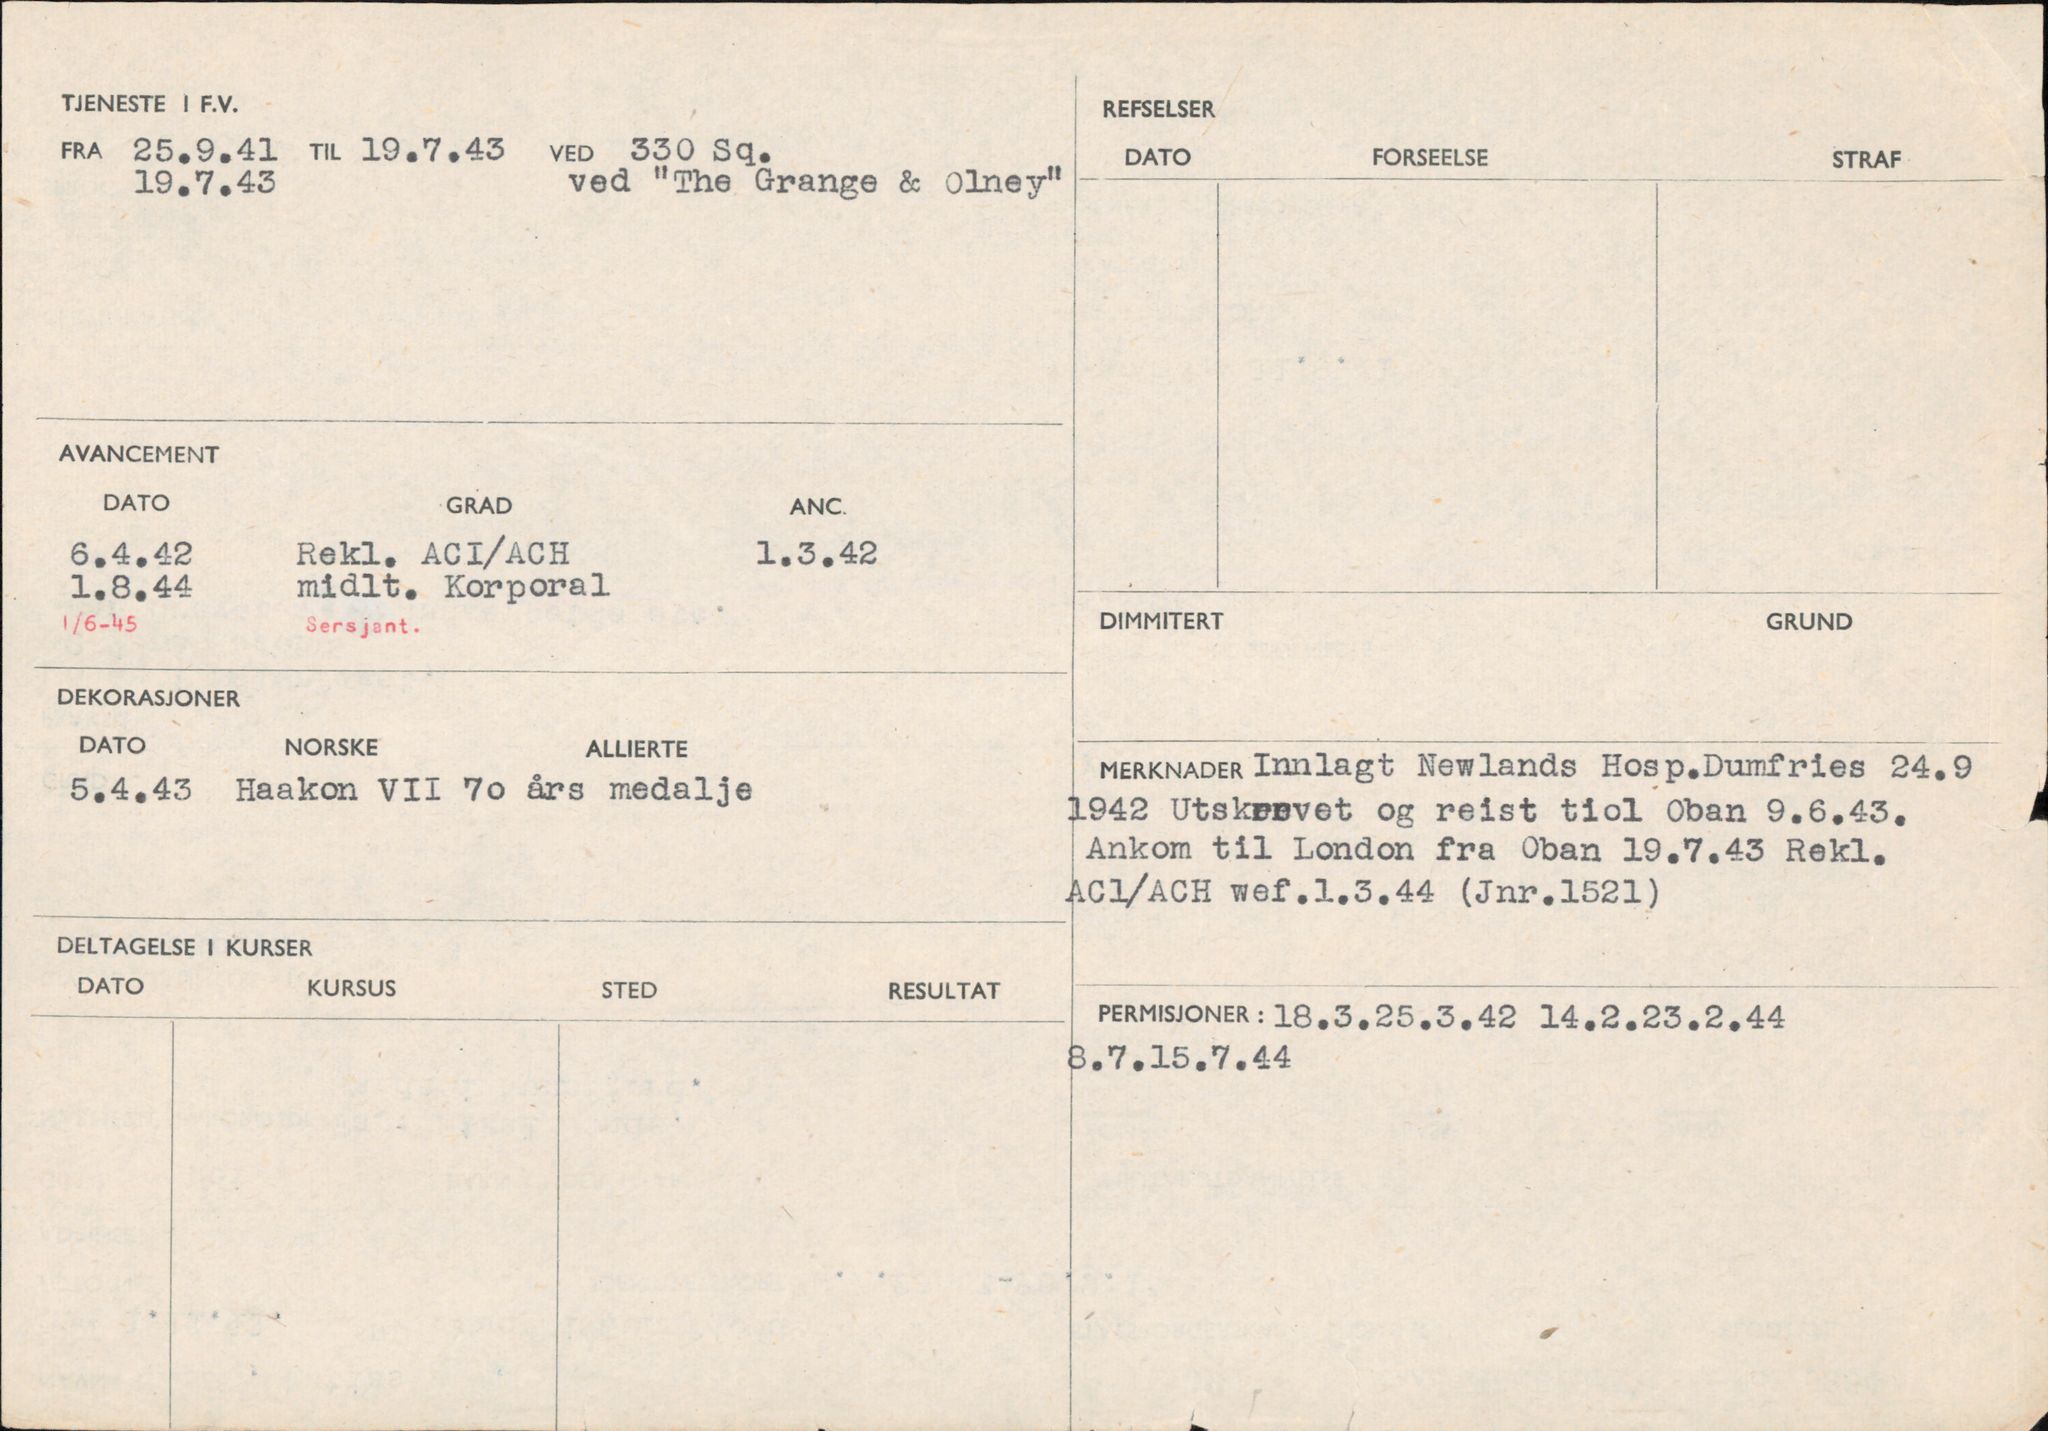 TJENESTE I F.V.
FRA 25.9.41 TIL 19.7.43 VED 330 Sq.
19.7.43 ved "The Grange & Olney"
AVANCEMENT
DATO GRAD ANC.
6.4.42 Rekl. ACI/ACH 1.3.42
1.8.44 midlt. Korporal
1/6-45 Sersjant.
DEKORASJONER
DATO NORSKE ALLIERTE
5.4.43 Haakon VII 7o års medalje
DELTAGELSE I KURSER
DATO KURSUS STED RESULTAT
REFSELSER
DATO FORSEELSE STRAF
DIMMITERT GRUND
MERKNADER Innlagt Newlands Hosp.Dumfries 24.9
1942 Utskrevet og reist tiol Oban 9.6.43.
Ankom til London fra Oban 19.7.43 Rekl.
AC1/ACH wef.1.3.44 (Jnr.1521)
PERMISJONER: 18.3.25.3.42 14.2.23.2.44
8.7.15.7.44